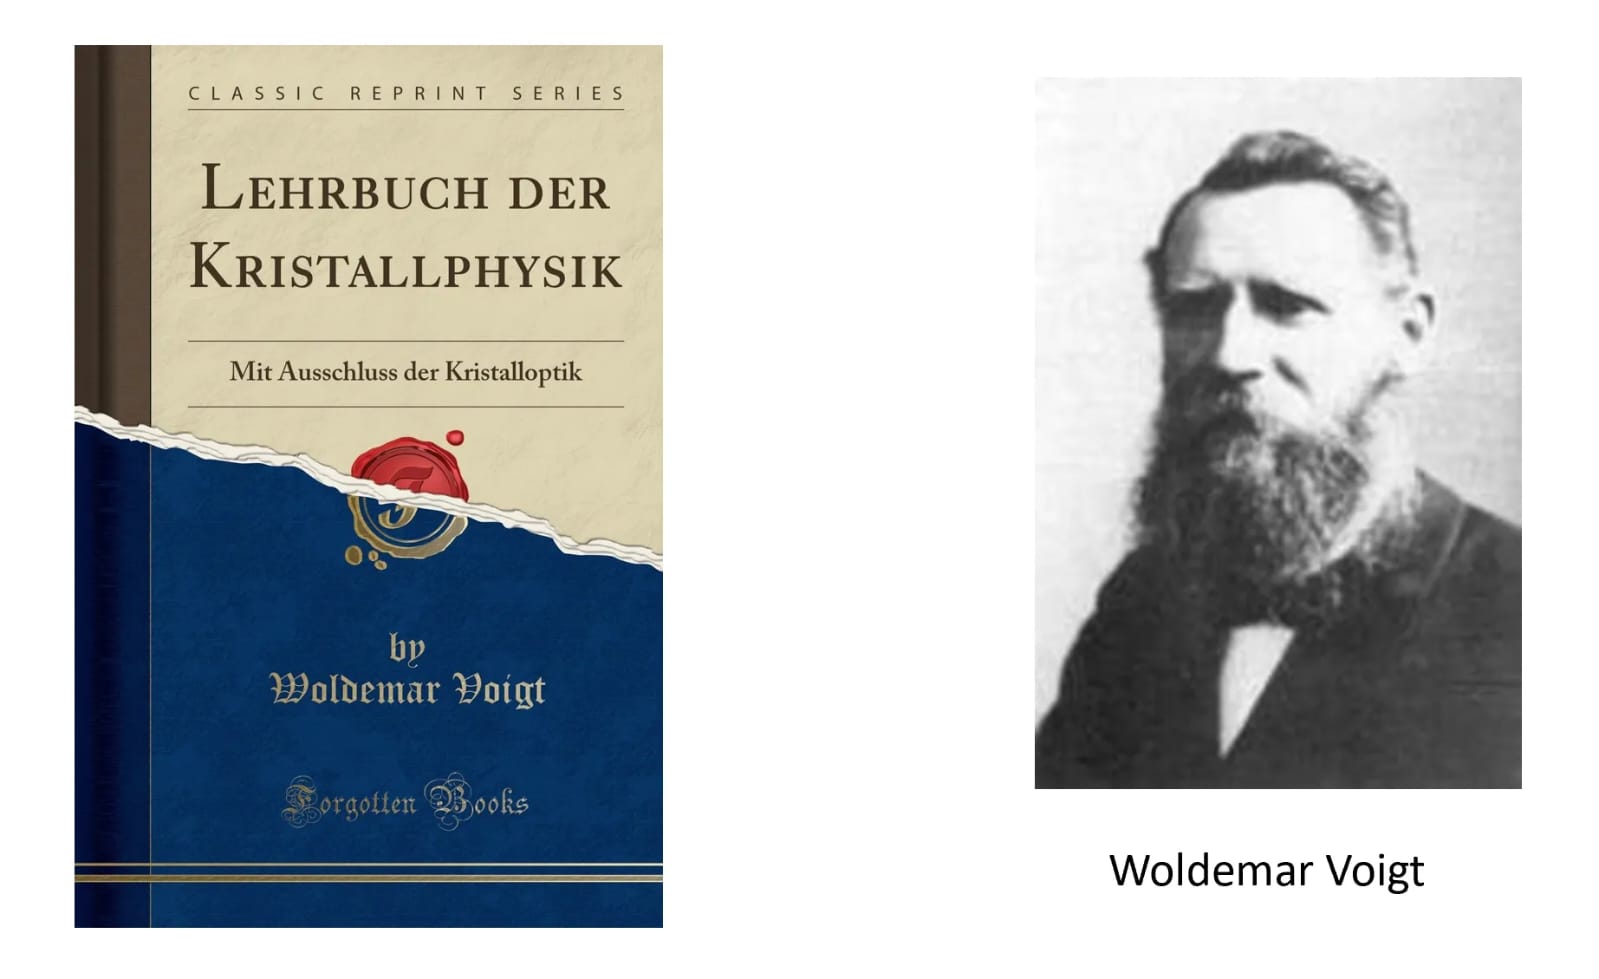 CLASSIC REPRINT SERIES
LEHRBUCH DER
KRISTALLPHYSIK
Mit Ausschluss der Kristalloptik
by
Woldemar Voigt
Forgotten Books
Woldemar Voigt